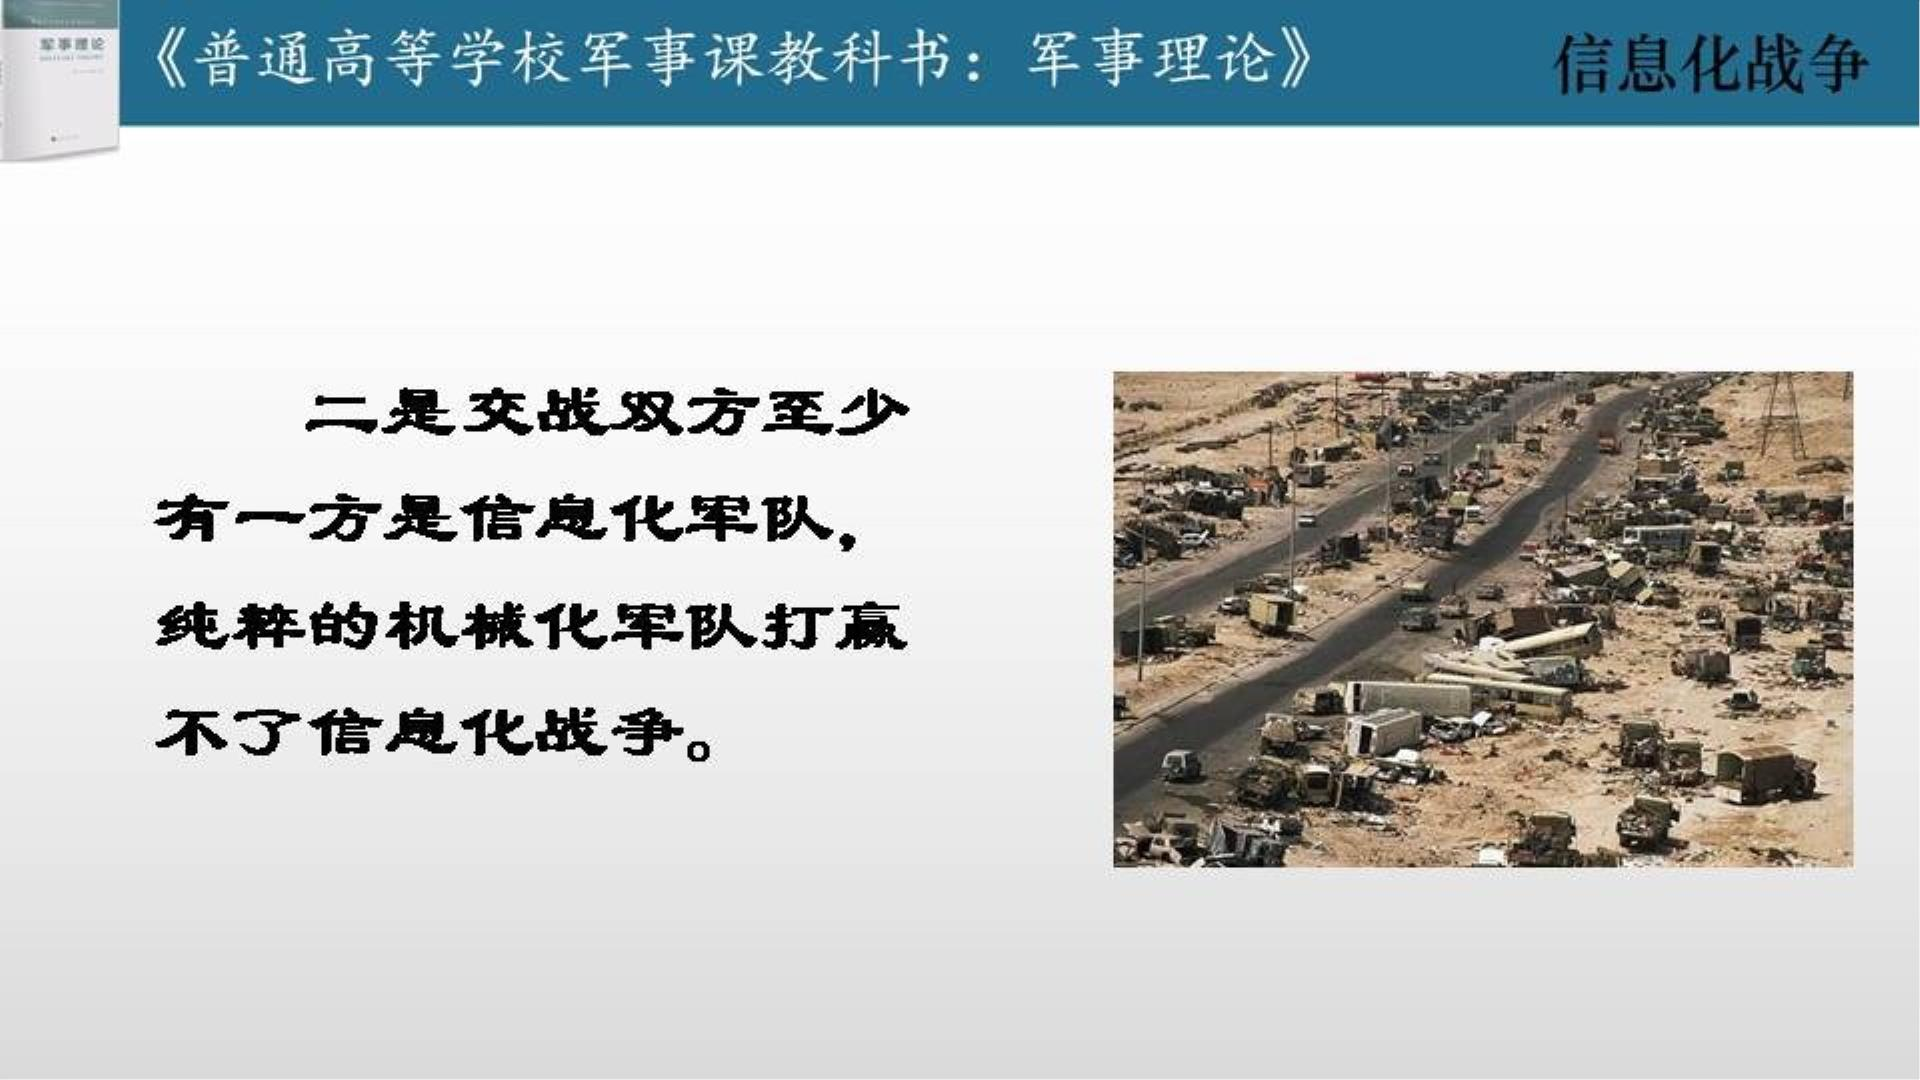 军事理论
《普通高等学校军事课教科书：军事理论》
信息化战争
二是交战双方至少
有一方是信息化军队，
纯粹的机械化军队打赢
不了信息化战争。